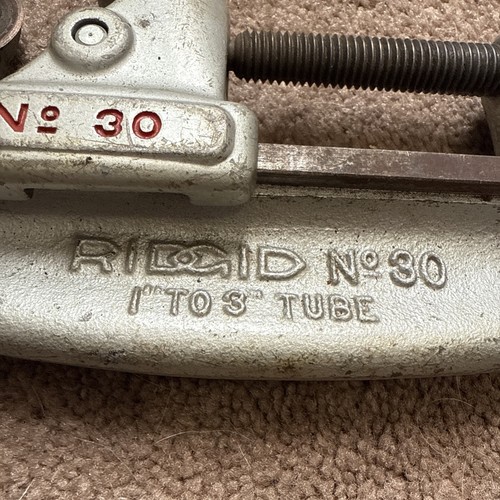 Nº 30
RIDGID Nº 30
1" TO 3" TUBE